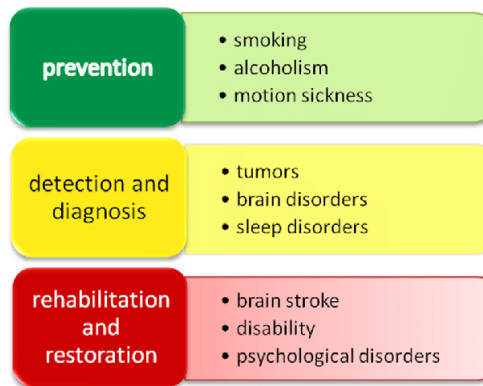 prevention
• smoking
• alcoholism
• motion sickness
detection and
diagnosis
• tumors
• brain disorders
• sleep disorders
rehabilitation
and
restoration
• brain stroke
• disability
• psychological disorders